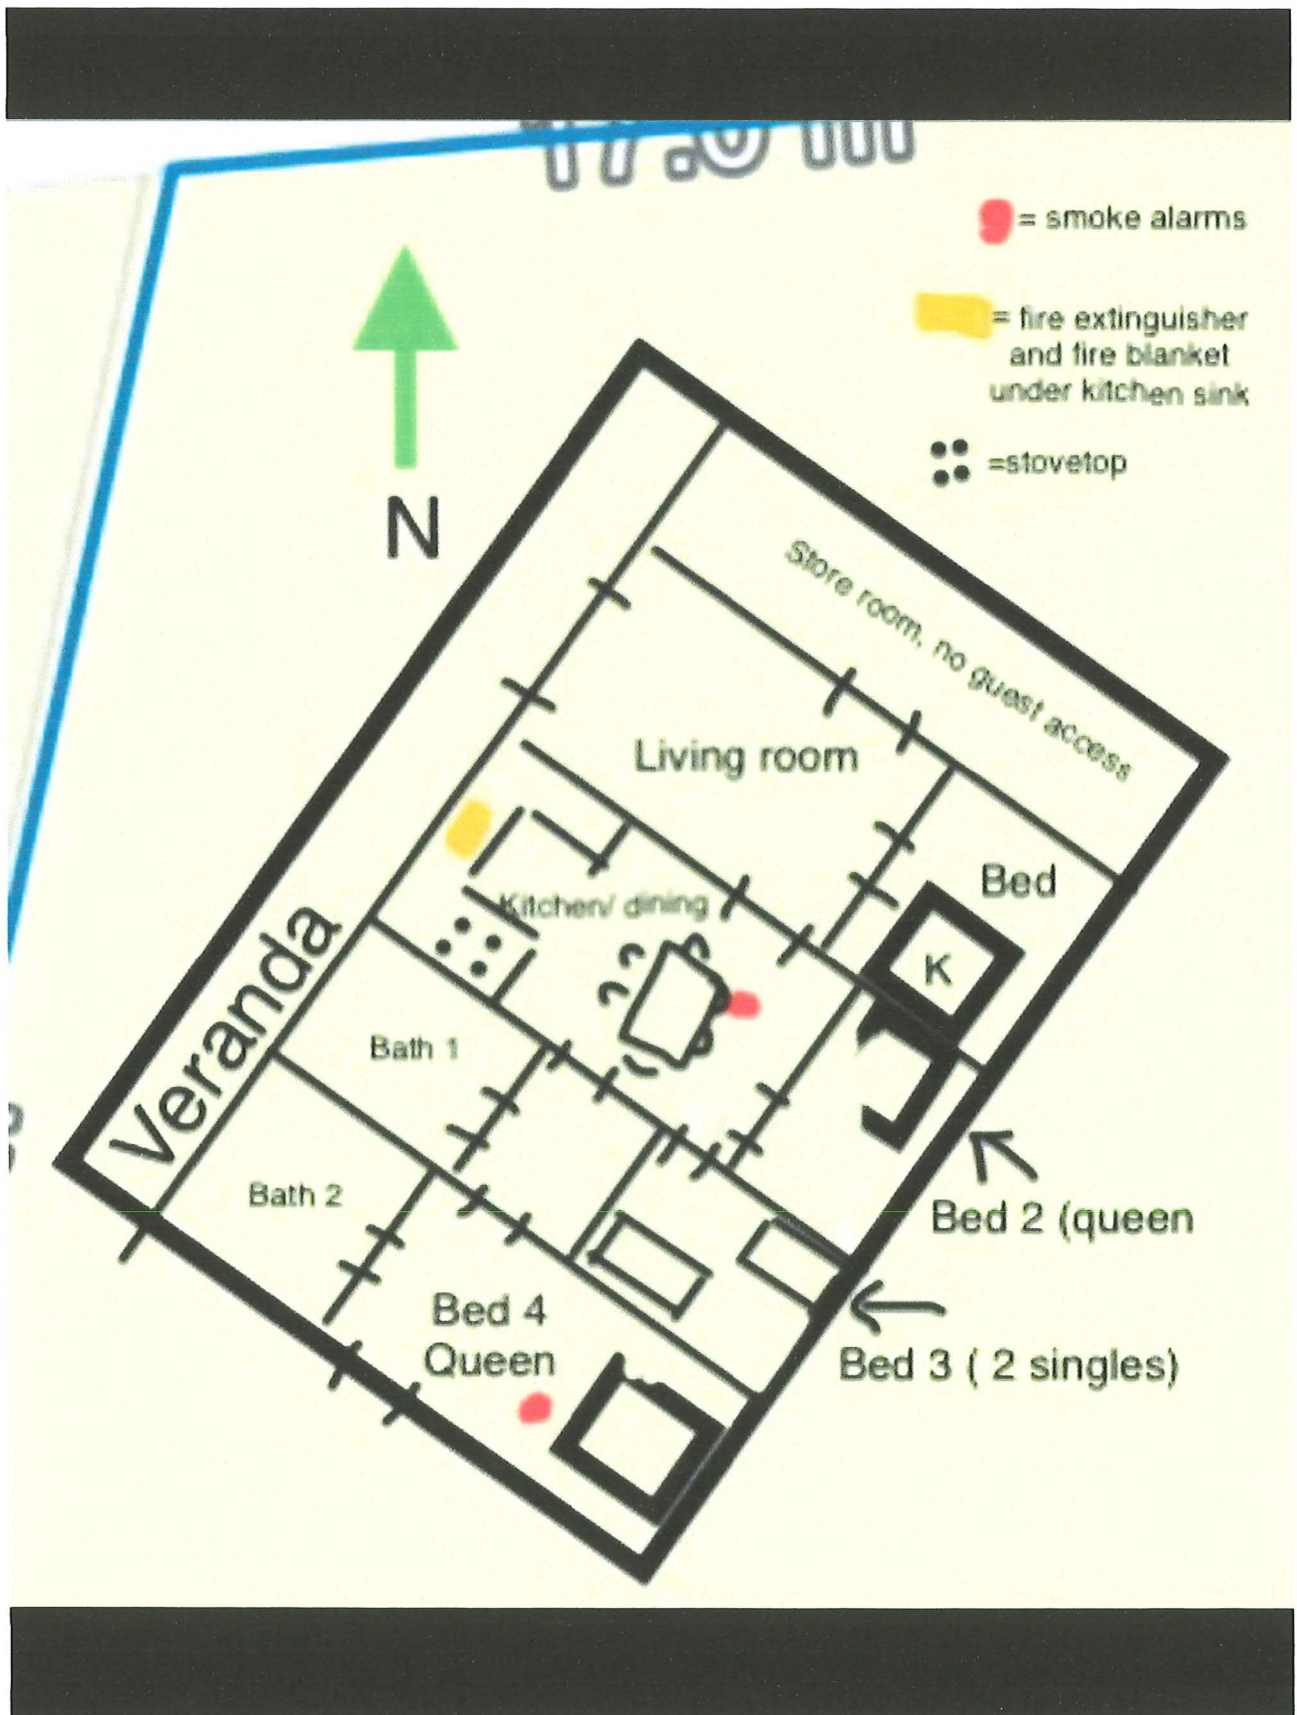 = smoke alarms
= fire extinguisher
and fire blanket
under kitchen sink
=stovetop
N
Store room, no guest access
Living room
Bed
K
Kitchen/ dining
Veranda
Bath 1
Bath 2
Bed 2 (queen
Bed 4
Queen
Bed 3 ( 2 singles)